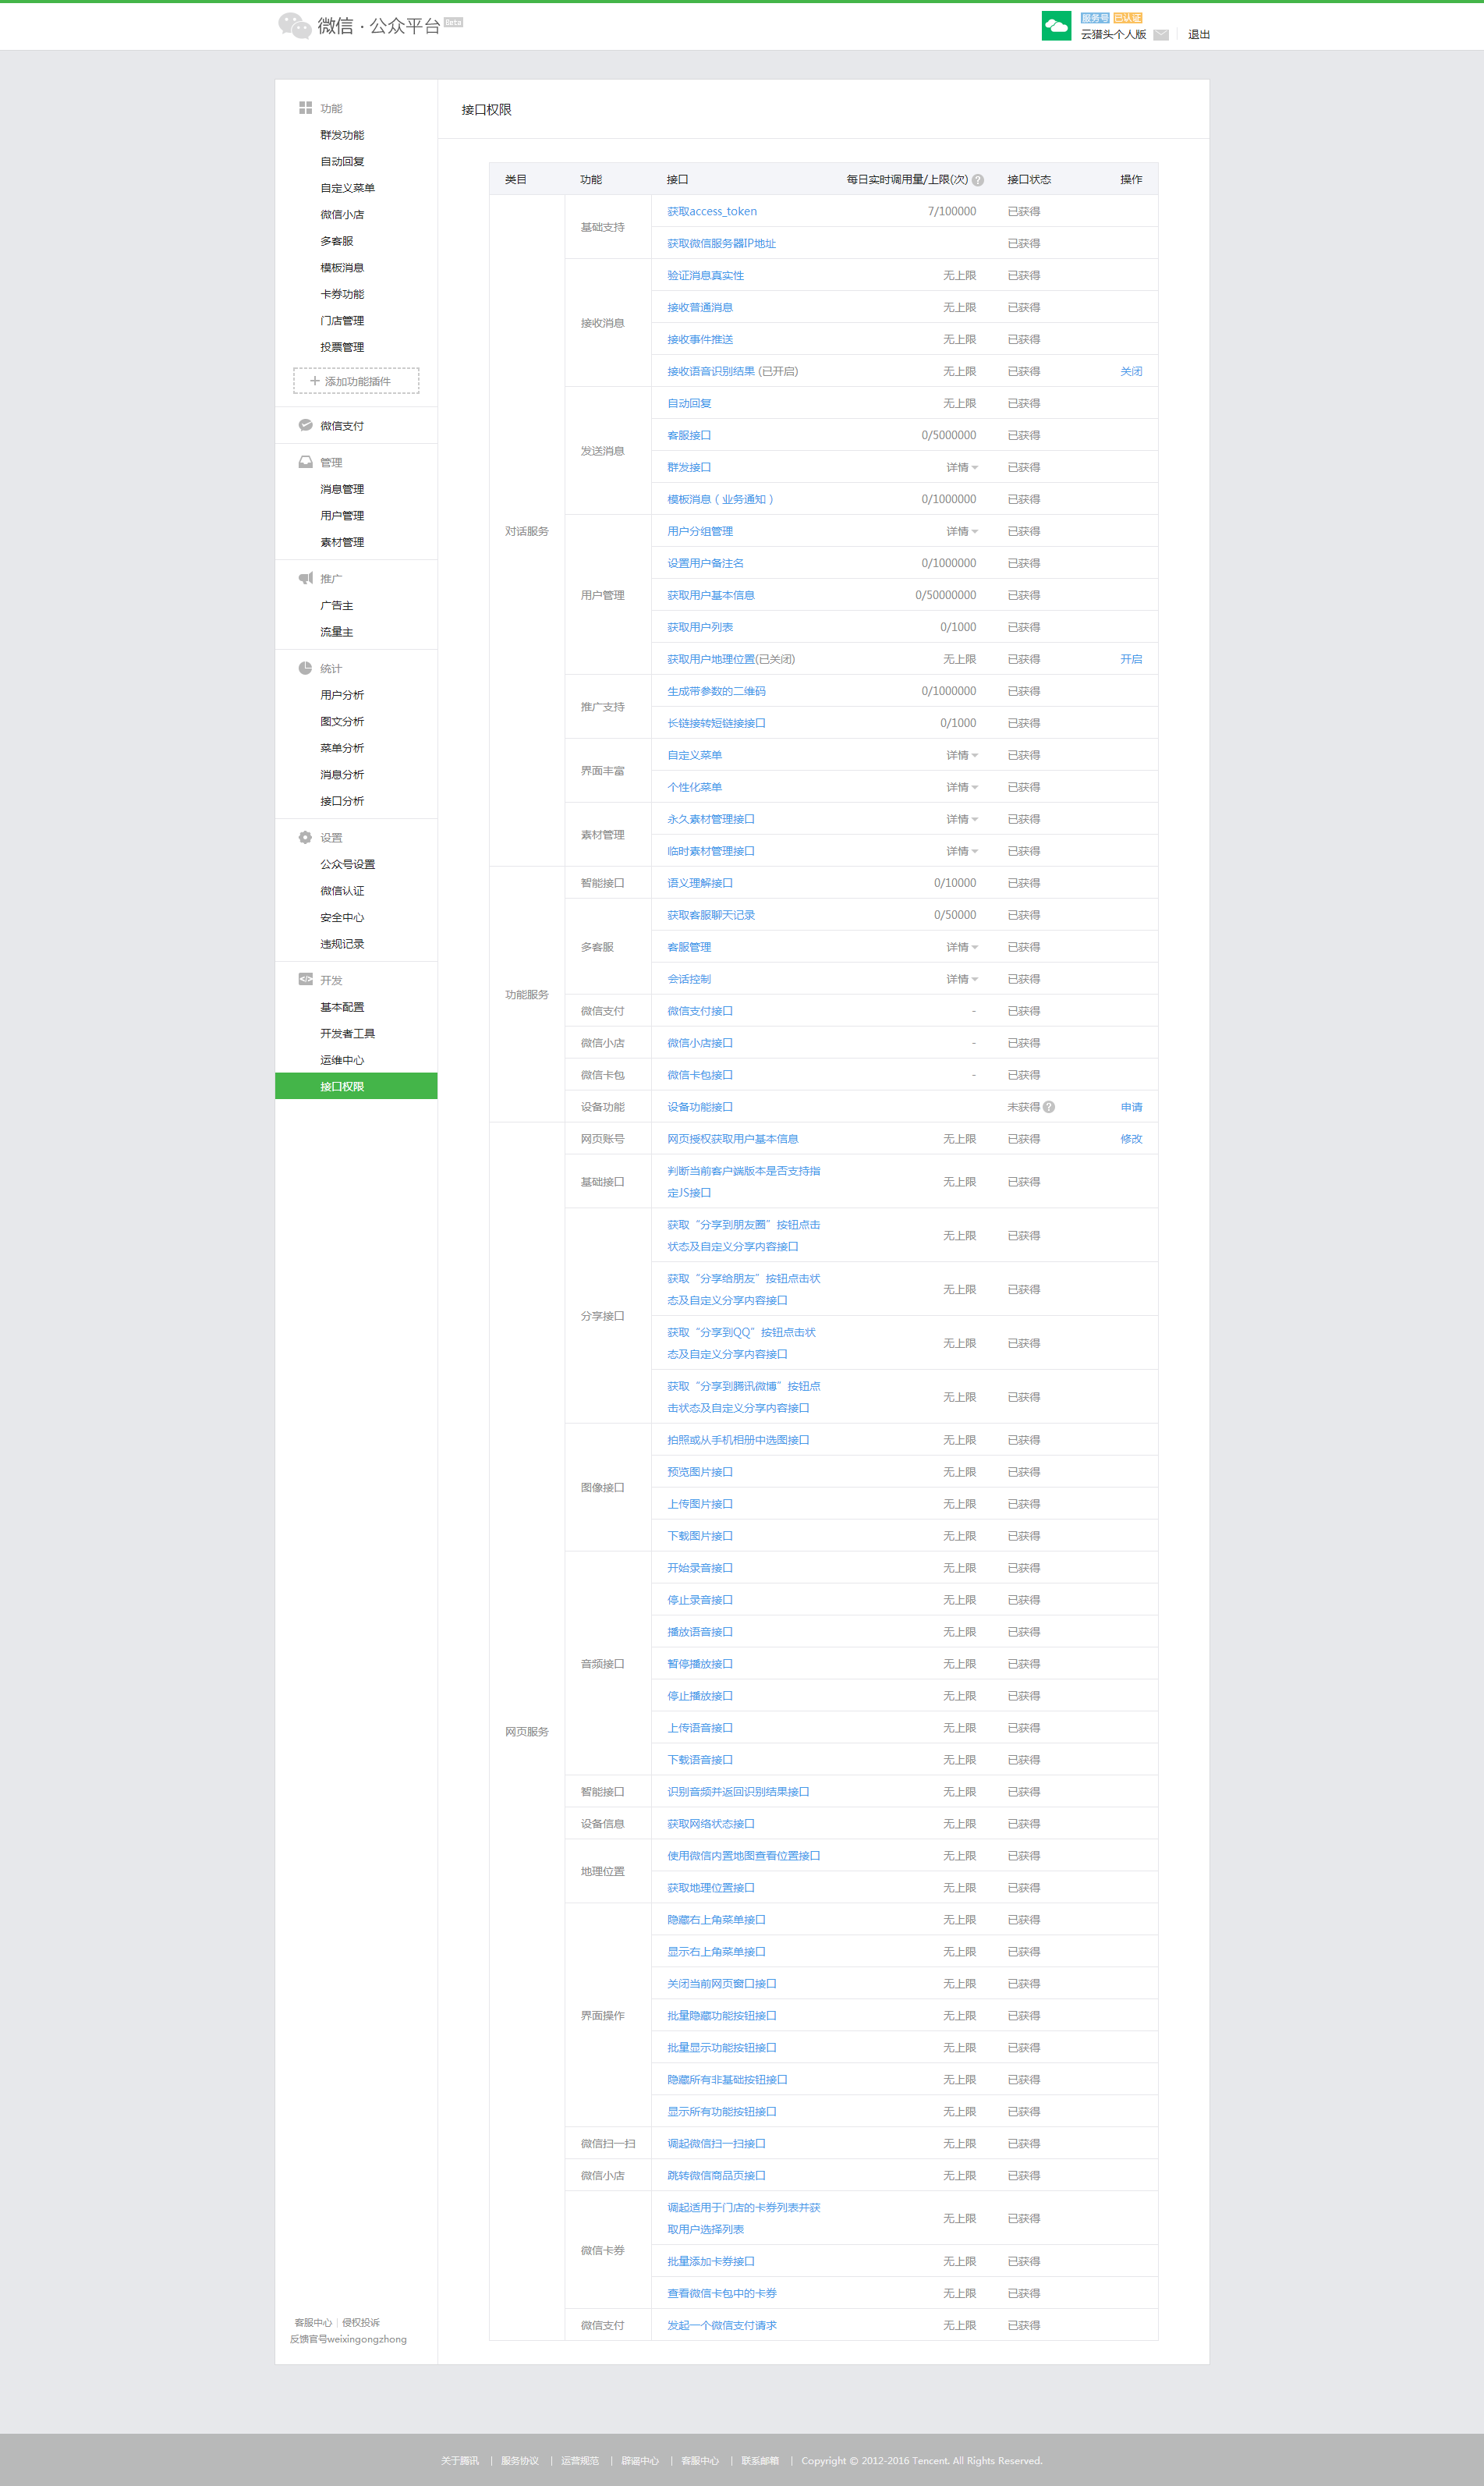 微信 · 公众平台 Beta
服务号 已认证
云猎头个人版 退出
功能
群发功能
自动回复
自定义菜单
微信小店
多客服
模板消息
卡券功能
门店管理
投票管理
添加功能插件
微信支付
管理
消息管理
用户管理
素材管理
推广
广告主
流量主
统计
用户分析
图文分析
菜单分析
消息分析
接口分析
设置
公众号设置
微信认证
安全中心
违规记录
开发
基本配置
开发者工具
运维中心
接口权限
客服中心 侵权投诉
反馈官号weixingongzhong
接口权限
类目 功能 接口 每日实时调用量/上限(次) ? 接口状态 操作
对话服务
基础支持
获取access_token 7/100000 已获得
获取微信服务器IP地址 已获得
接收消息
验证消息真实性 无上限 已获得
接收普通消息 无上限 已获得
接收事件推送 无上限 已获得
接收语音识别结果 (已开启) 无上限 已获得 关闭
发送消息
自动回复 无上限 已获得
客服接口 0/5000000 已获得
群发接口 详情 已获得
模板消息（业务通知） 0/1000000 已获得
用户管理
用户分组管理 详情 已获得
设置用户备注名 0/1000000 已获得
获取用户基本信息 0/50000000 已获得
获取用户列表 0/1000 已获得
获取用户地理位置(已关闭) 无上限 已获得 开启
推广支持
生成带参数的二维码 0/1000000 已获得
长链接转短链接接口 0/1000 已获得
界面丰富
自定义菜单 详情 已获得
个性化菜单 详情 已获得
素材管理
永久素材管理接口 详情 已获得
临时素材管理接口 详情 已获得
功能服务
智能接口 语义理解接口 0/10000 已获得
多客服
获取客服聊天记录 0/50000 已获得
客服管理 详情 已获得
会话控制 详情 已获得
微信支付 微信支付接口 - 已获得
微信小店 微信小店接口 - 已获得
微信卡包 微信卡包接口 - 已获得
设备功能 设备功能接口 未获得 ? 申请
网页服务
网页账号 网页授权获取用户基本信息 无上限 已获得 修改
基础接口
判断当前客户端版本是否支持指
定JS接口 无上限 已获得
分享接口
获取“分享到朋友圈”按钮点击
状态及自定义分享内容接口 无上限 已获得
获取“分享给朋友”按钮点击状
态及自定义分享内容接口 无上限 已获得
获取“分享到QQ”按钮点击状
态及自定义分享内容接口 无上限 已获得
获取“分享到腾讯微博”按钮点
击状态及自定义分享内容接口 无上限 已获得
图像接口
拍照或从手机相册中选图接口 无上限 已获得
预览图片接口 无上限 已获得
上传图片接口 无上限 已获得
下载图片接口 无上限 已获得
音频接口
开始录音接口 无上限 已获得
停止录音接口 无上限 已获得
播放语音接口 无上限 已获得
暂停播放接口 无上限 已获得
停止播放接口 无上限 已获得
上传语音接口 无上限 已获得
下载语音接口 无上限 已获得
智能接口 识别音频并返回识别结果接口 无上限 已获得
设备信息 获取网络状态接口 无上限 已获得
地理位置
使用微信内置地图查看位置接口 无上限 已获得
获取地理位置接口 无上限 已获得
界面操作
隐藏右上角菜单接口 无上限 已获得
显示右上角菜单接口 无上限 已获得
关闭当前网页窗口接口 无上限 已获得
批量隐藏功能按钮接口 无上限 已获得
批量显示功能按钮接口 无上限 已获得
隐藏所有非基础按钮接口 无上限 已获得
显示所有功能按钮接口 无上限 已获得
微信扫一扫 调起微信扫一扫接口 无上限 已获得
微信小店 跳转微信商品页接口 无上限 已获得
微信卡券
调起适用于门店的卡券列表并获
取用户选择列表 无上限 已获得
批量添加卡券接口 无上限 已获得
查看微信卡包中的卡券 无上限 已获得
微信支付 发起一个微信支付请求 无上限 已获得
关于腾讯 | 服务协议 | 运营规范 | 辟谣中心 | 客服中心 | 联系邮箱 | Copyright © 2012-2016 Tencent. All Rights Reserved.